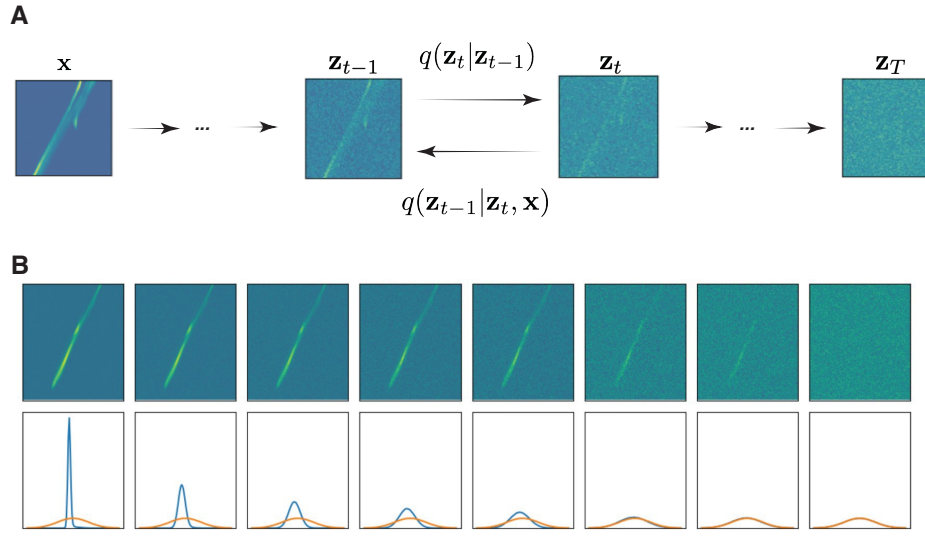 A
x
z_{t-1}
q(z_t|z_{t-1})
z_t
z_T
...
...
q(z_{t-1}|z_t, x)
B